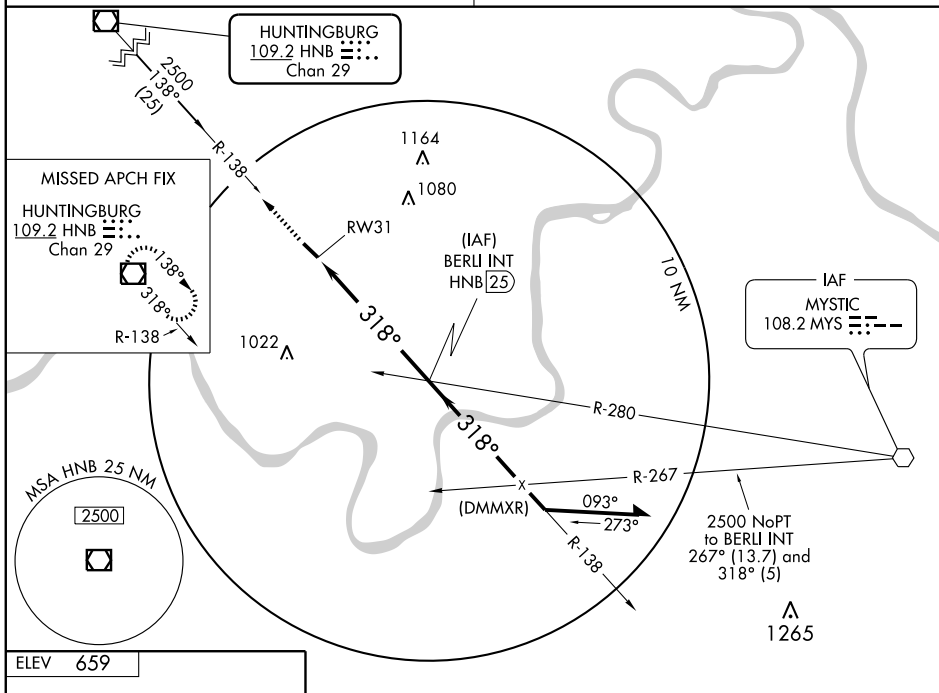 HUNTINGBURG
109.2 HNB
Chan 29
2500
138°
(25)
R-138
1164
1080
MISSED APCH FIX
HUNTINGBURG
109.2 HNB
Chan 29
138°
318°
R-138
RW31
(IAF)
BERLI INT
HNB 25
10 NM
IAF
MYSTIC
108.2 MYS
318°
1022
R-280
318°
R-267
MSA HNB 25 NM
2500
X
(DMMXR)
093°
273°
R-138
2500 NoPT
to BERLI INT
267° (13.7) and
318° (5)
1265
ELEV 659